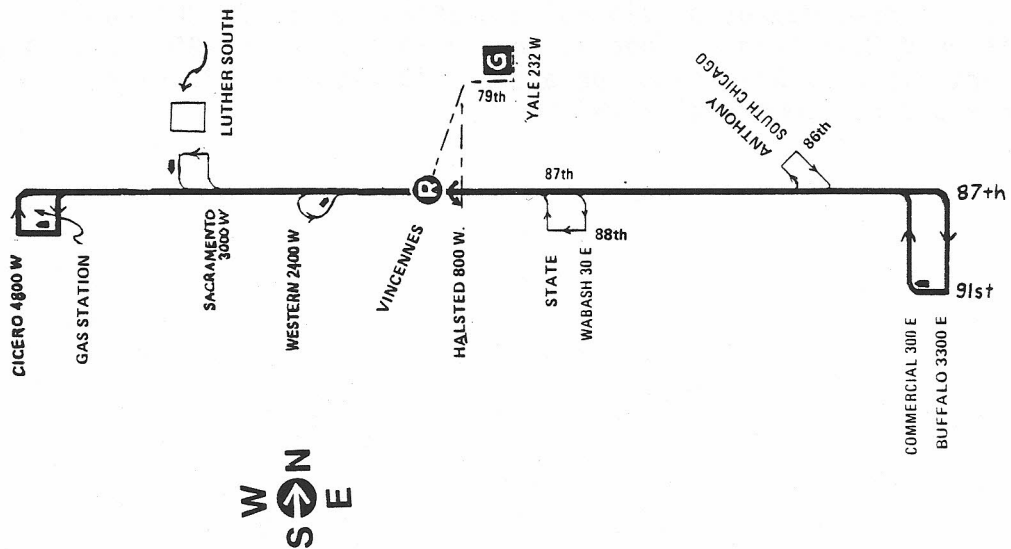 LUTHER SOUTH
CICERO 4800 W
GAS STATION
SACRAMENTO
3000 W
WESTERN 2400 W
VINCENNES
R
HALSTED 800 W.
G
79th
YALE 232 W
87th
STATE
88th
WABASH 30 E
ANTHONY
SOUTH CHICAGO
86th
87th
91st
COMMERCIAL 300 E
BUFFALO 3300 E
W
S N
E